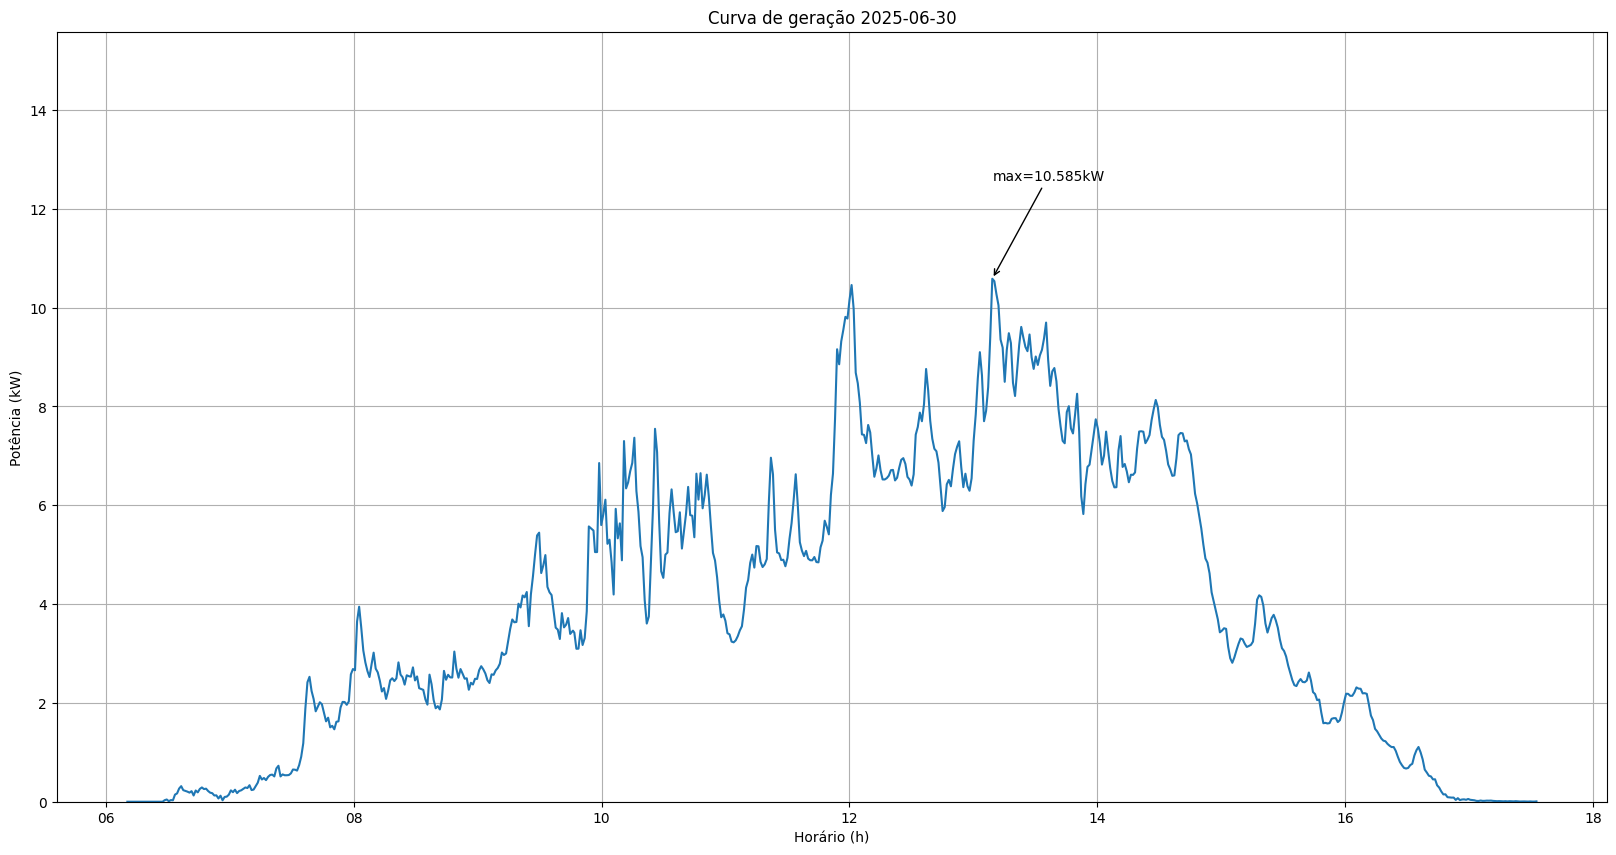 Curva de geração 2025-06-30
14
max=10.585kW
12
10
8
6
4
2
0
Potência (kW)
06 08 10 12 14 16 18
Horário (h)